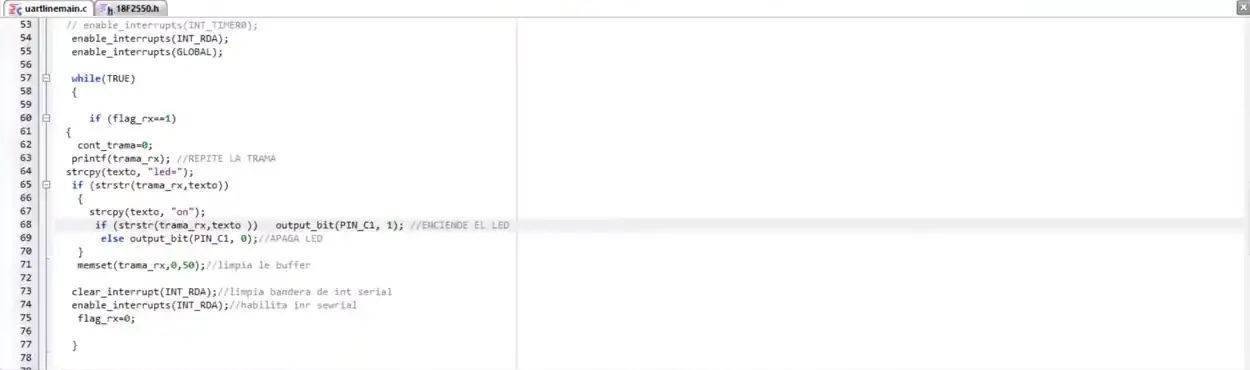 uartlinemain.c 18F2550.h
53 // enable_interrupts(INT_TIMER0);
54 enable_interrupts(INT_RDA);
55 enable_interrupts(GLOBAL);
56
57 while(TRUE)
58 {
59
60 if (flag_rx==1)
61 {
62 cont_trama=0;
63 printf(trama_rx); //REPITE LA TRAMA
64 strcpy(texto, "led=");
65 if (strstr(trama_rx,texto))
66 {
67 strcpy(texto, "on");
68 if (strstr(trama_rx,texto )) output_bit(PIN_C1, 1); //ENCIENDE EL LED
69 else output_bit(PIN_C1, 0);//APAGA LED
70 }
71 memset(trama_rx,0,50);//limpia le buffer
72
73 clear_interrupt(INT_RDA);//limpia bandera de int serial
74 enable_interrupts(INT_RDA);//habilita inr sewrial
75 flag_rx=0;
76
77 }
78